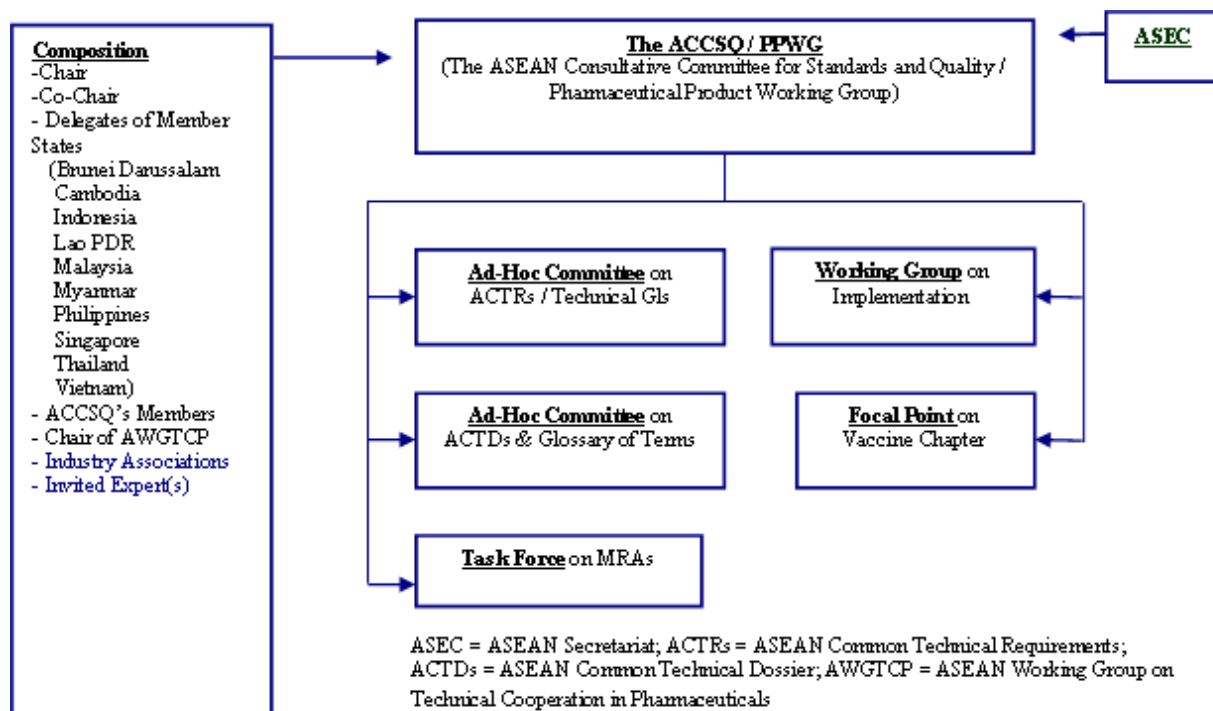 Composition
-Chair
-Co-Chair
- Delegates of Member
States
(Brunei Darussalam
Cambodia
Indonesia
Lao PDR
Malaysia
Myanmar
Philippines
Singapore
Thailand
Vietnam)
- ACCSQ's Members
- Chair of AWGTCP
- Industry Associations
- Invited Expert(s)
The ACCSQ / PPWG
(The ASEAN Consultative Committee for Standards and Quality /
Pharmaceutical Product Working Group)
ASEC
Ad-Hoc Committee on
ACTRs / Technical Gls
Working Group on
Implementation
Ad-Hoc Committee on
ACTDs & Glossary of Terms
Focal Point on
Vaccine Chapter
Task Force on MRAs
ASEC = ASEAN Secretariat; ACTRs = ASEAN Common Technical Requirements;
ACTDs = ASEAN Common Technical Dossier; AWGTCP = ASEAN Working Group on
Technical Cooperation in Pharmaceuticals